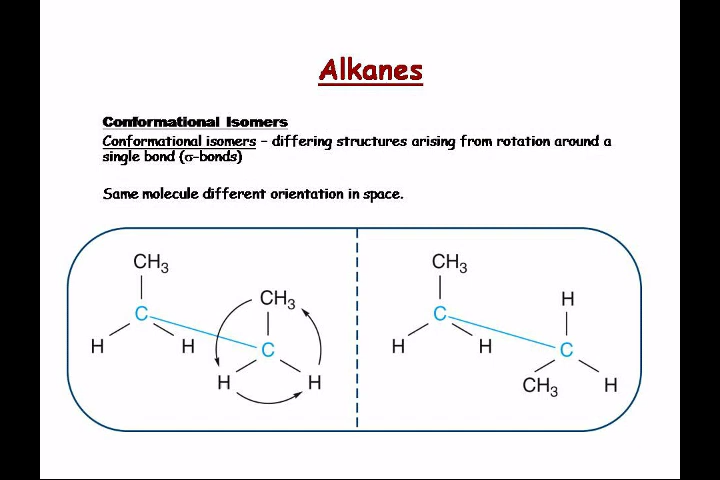 Alkanes
Conformational Isomers
Conformational isomers – differing structures arising from rotation around a
single bond (σ-bonds)
Same molecule different orientation in space.
CH₃ CH₃
CH₃ H
C C
H H H H
C C
H H CH₃ H